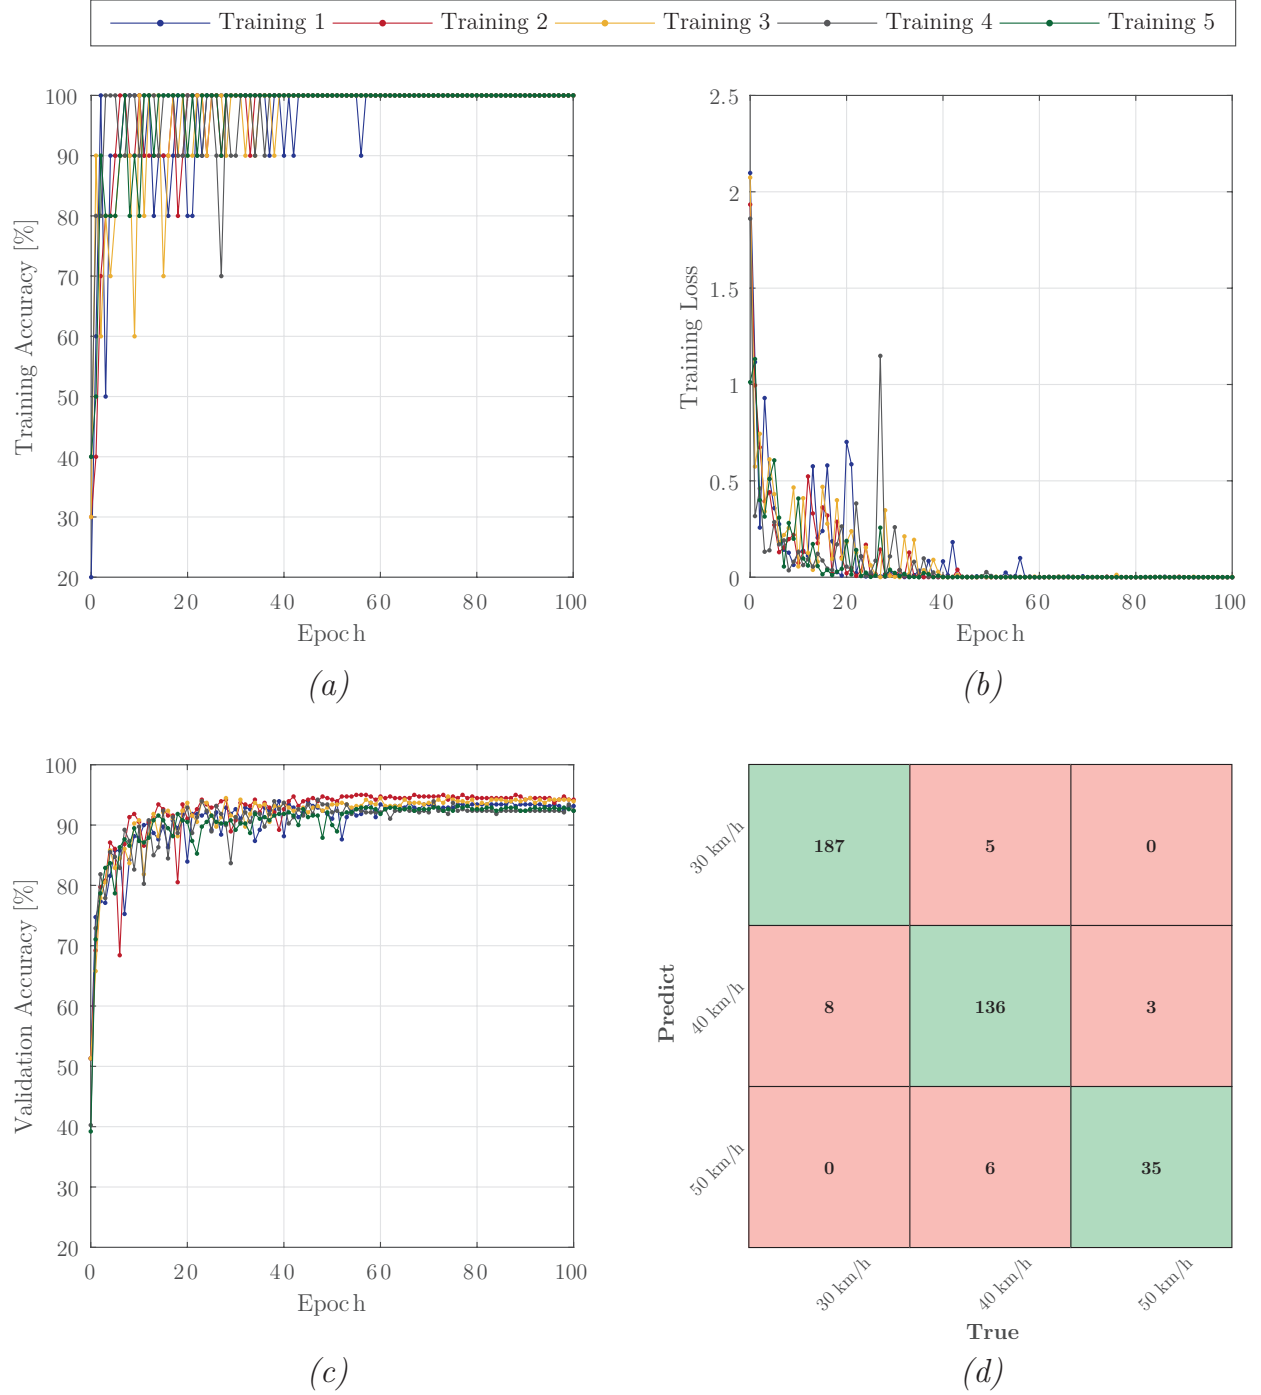 Training 1 Training 2 Training 3 Training 4 Training 5
100
90
80
70
60
50
40
30
20
0 20 40 60 80 100
Training Accuracy [%]
Epoch
(a)
2.5
2
1.5
1
0.5
0
0 20 40 60 80 100
Training Loss
Epoch
(b)
100
90
80
70
60
50
40
30
20
0 20 40 60 80 100
Validation Accuracy [%]
Epoch
(c)
Predict
30 km/h 187 5 0
40 km/h 8 136 3
50 km/h 0 6 35
30 km/h 40 km/h 50 km/h
True
(d)